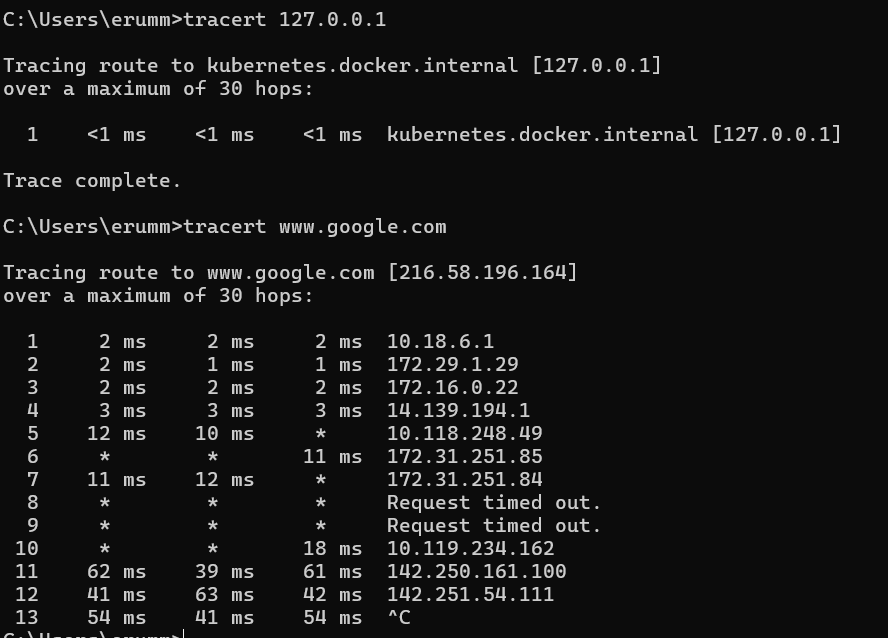 C:\Users\erumm>tracert 127.0.0.1
Tracing route to kubernetes.docker.internal [127.0.0.1]
over a maximum of 30 hops:
1 <1 ms <1 ms <1 ms kubernetes.docker.internal [127.0.0.1]
Trace complete.
C:\Users\erumm>tracert www.google.com
Tracing route to www.google.com [216.58.196.164]
over a maximum of 30 hops:
1 2 ms 2 ms 2 ms 10.18.6.1
2 2 ms 1 ms 1 ms 172.29.1.29
3 2 ms 2 ms 2 ms 172.16.0.22
4 3 ms 3 ms 3 ms 14.139.194.1
5 12 ms 10 ms * 10.118.248.49
6 * * 11 ms 172.31.251.85
7 11 ms 12 ms * 172.31.251.84
8 * * * Request timed out.
9 * * * Request timed out.
10 * * 18 ms 10.119.234.162
11 62 ms 39 ms 61 ms 142.250.161.100
12 41 ms 63 ms 42 ms 142.251.54.111
13 54 ms 41 ms 54 ms ^C
C:\Users\erumm>